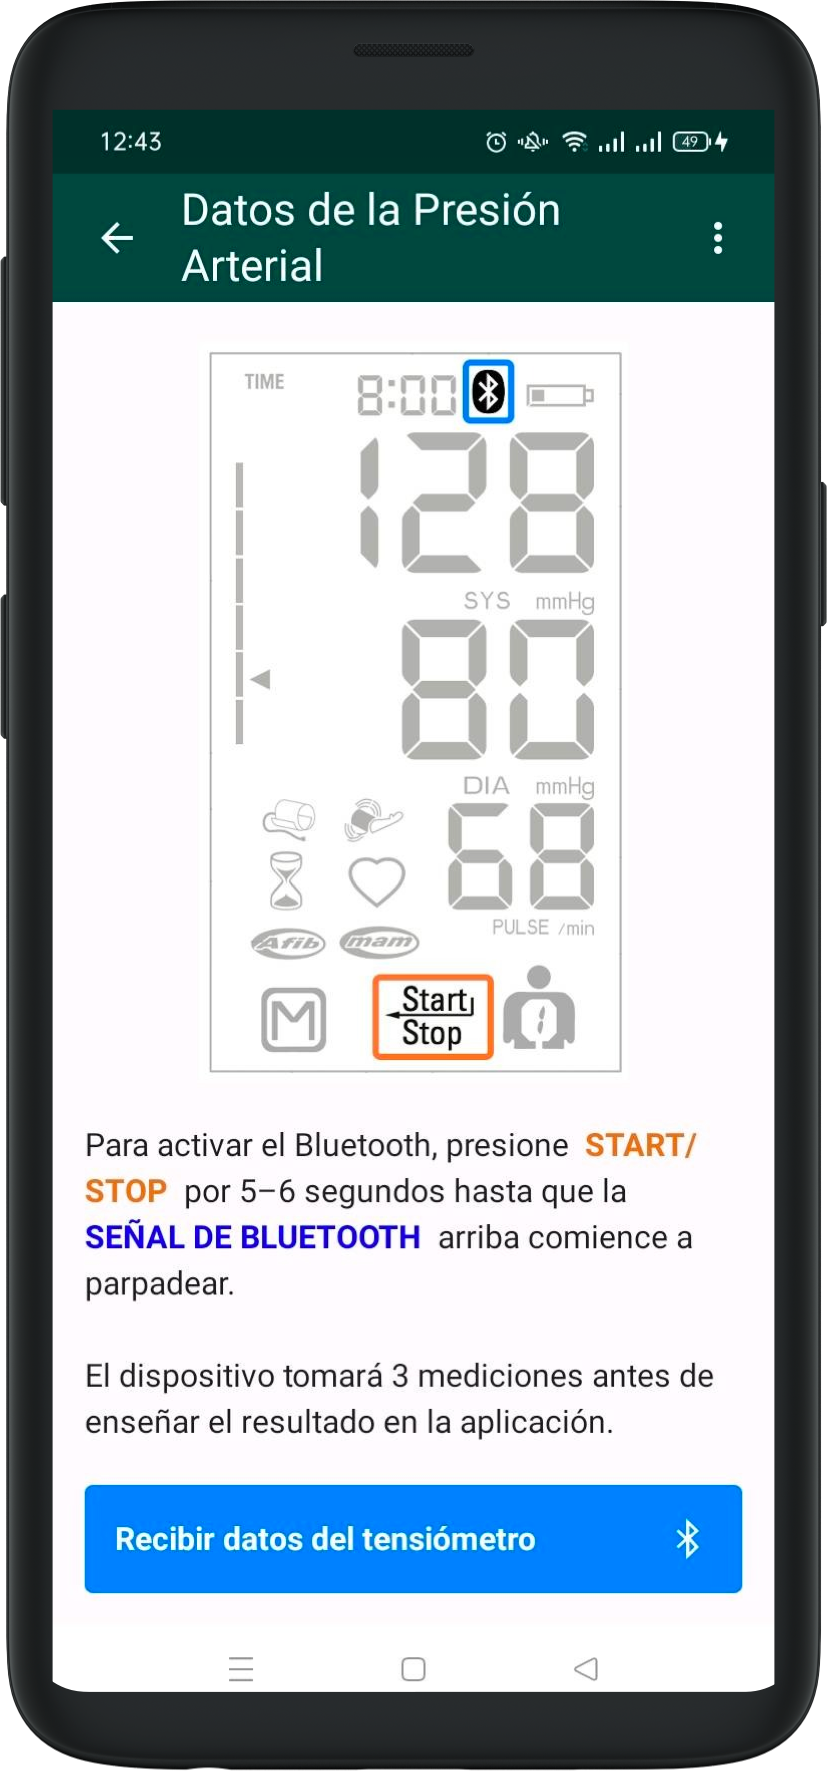 12:43
49
Datos de la Presión
Arterial
TIME
8:00
128
SYS mmHg
80
DIA mmHg
68
PULSE /min
Afib mam
M
Start
Stop
1
Para activar el Bluetooth, presione START/
STOP por 5–6 segundos hasta que la
SEÑAL DE BLUETOOTH arriba comience a
parpadear.
El dispositivo tomará 3 mediciones antes de
enseñar el resultado en la aplicación.
Recibir datos del tensiómetro